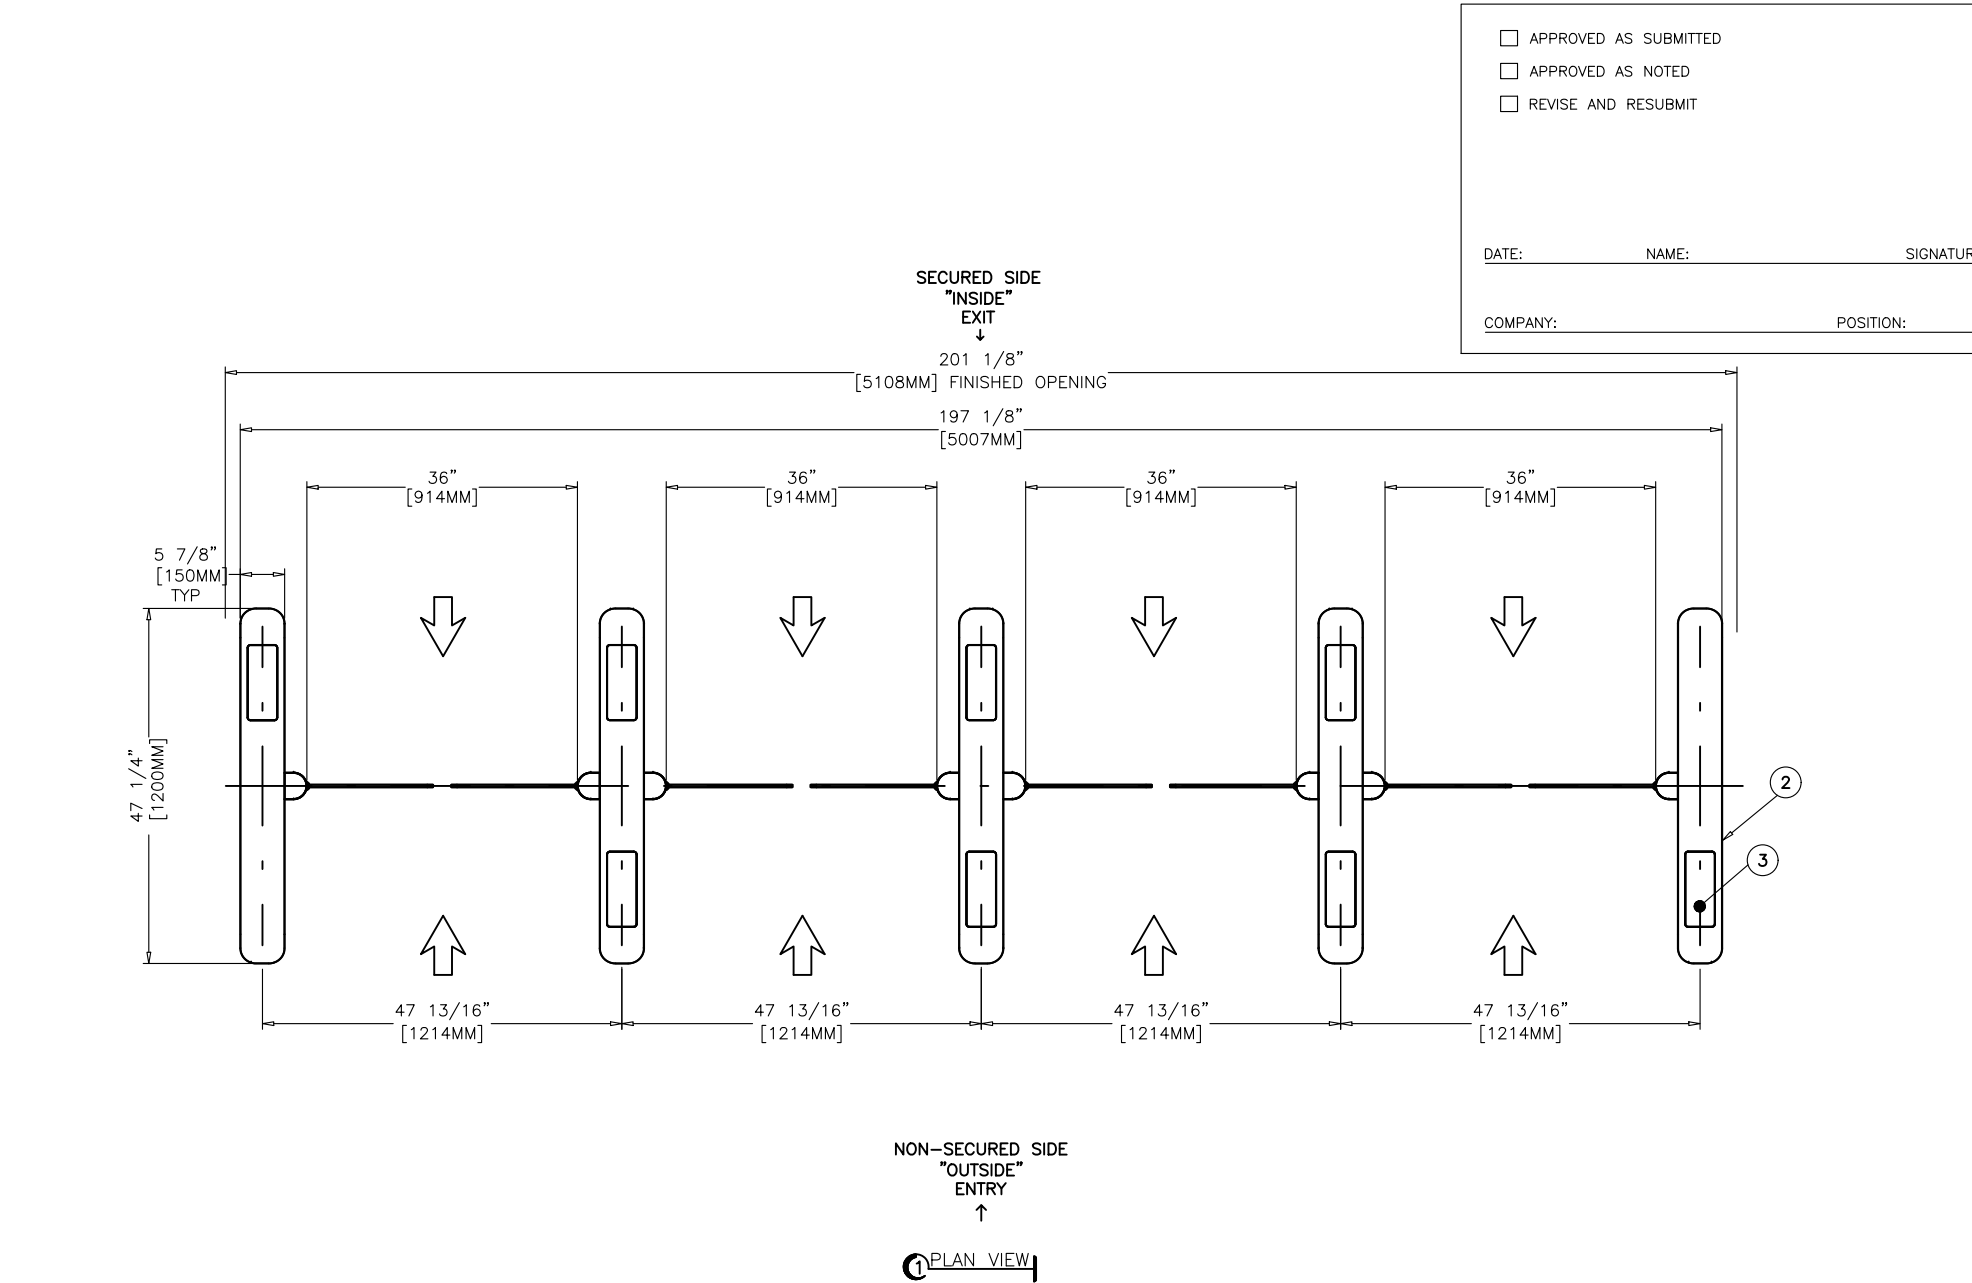 APPROVED AS SUBMITTED
APPROVED AS NOTED
REVISE AND RESUBMIT
DATE: NAME: SIGNATUR
COMPANY: POSITION:
SECURED SIDE
"INSIDE"
EXIT
201 1/8"
[5108MM] FINISHED OPENING
197 1/8"
[5007MM]
36" 36" 36" 36"
[914MM] [914MM] [914MM] [914MM]
5 7/8"
[150MM]
TYP
47 1/4"
[1200MM]
2
3
47 13/16" 47 13/16" 47 13/16" 47 13/16"
[1214MM] [1214MM] [1214MM] [1214MM]
NON-SECURED SIDE
"OUTSIDE"
ENTRY
1 PLAN VIEW